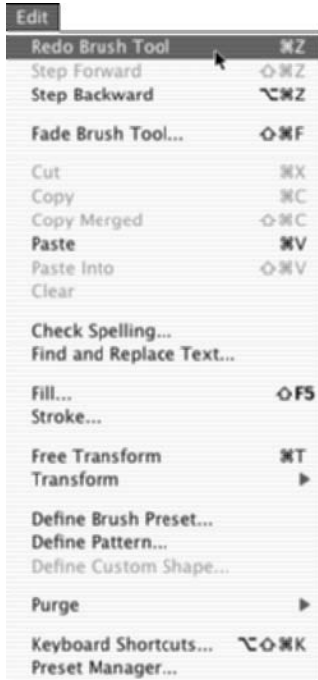 Edit
Redo Brush Tool ⌘Z
Step Forward ⇧⌘Z
Step Backward ⌥⌘Z
Fade Brush Tool... ⇧⌘F
Cut ⌘X
Copy ⌘C
Copy Merged ⇧⌘C
Paste ⌘V
Paste Into ⇧⌘V
Clear
Check Spelling...
Find and Replace Text...
Fill... ⇧F5
Stroke...
Free Transform ⌘T
Transform ▶
Define Brush Preset...
Define Pattern...
Define Custom Shape...
Purge ▶
Keyboard Shortcuts... ⌥⇧⌘K
Preset Manager...